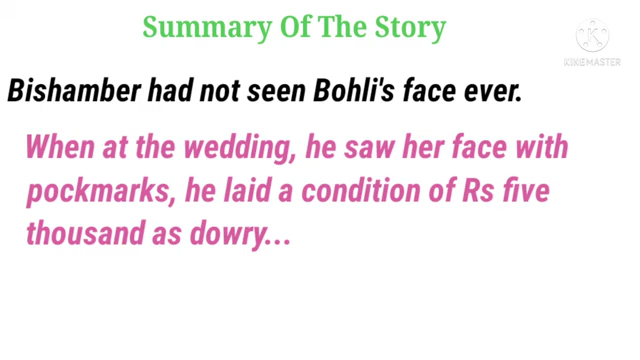 Summary Of The Story
KINEMASTER
Bishamber had not seen Bohli's face ever.
When at the wedding, he saw her face with
pockmarks, he laid a condition of Rs five
thousand as dowry...